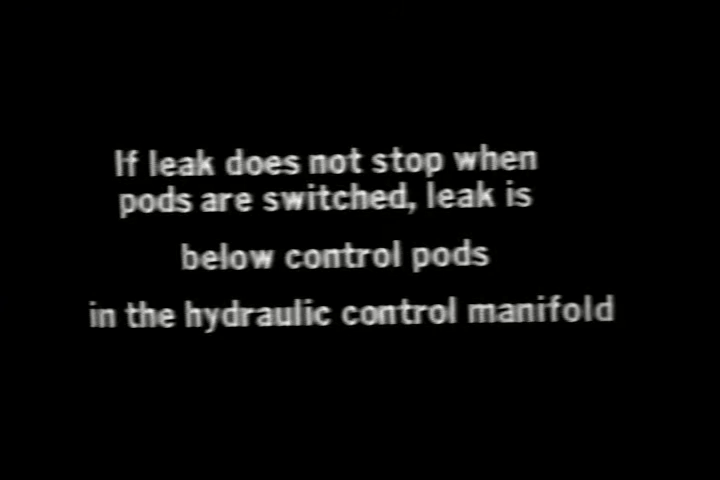 If leak does not stop when
pods are switched, leak is
below control pods
in the hydraulic control manifold